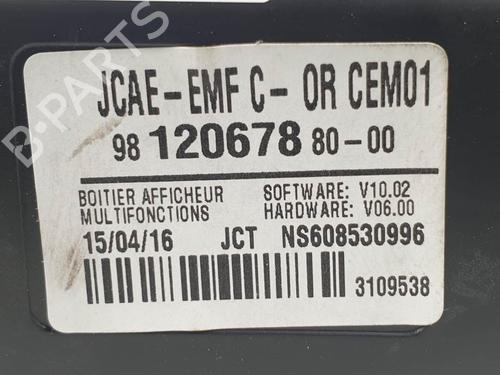 JCAE-EMF C- OR CEM01
98 120678 80-00
BOITIER AFFICHEUR SOFTWARE: V10.02
MULTIFONCTIONS HARDWARE: V06.00
15/04/16 JCT NS608530996
3109538
B-PARTS